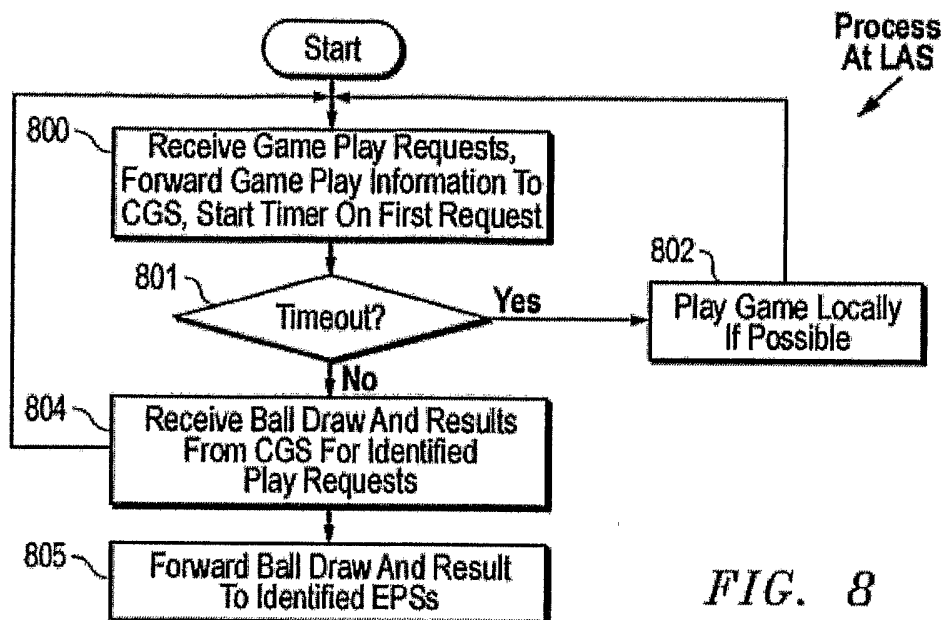 Process
At LAS
Start
800
Receive Game Play Requests,
Forward Game Play Information To
CGS, Start Timer On First Request
801
Timeout?
Yes
802
Play Game Locally
If Possible
No
804
Receive Ball Draw And Results
From CGS For Identified
Play Requests
805
Forward Ball Draw And Result
To Identified EPSs
FIG. 8